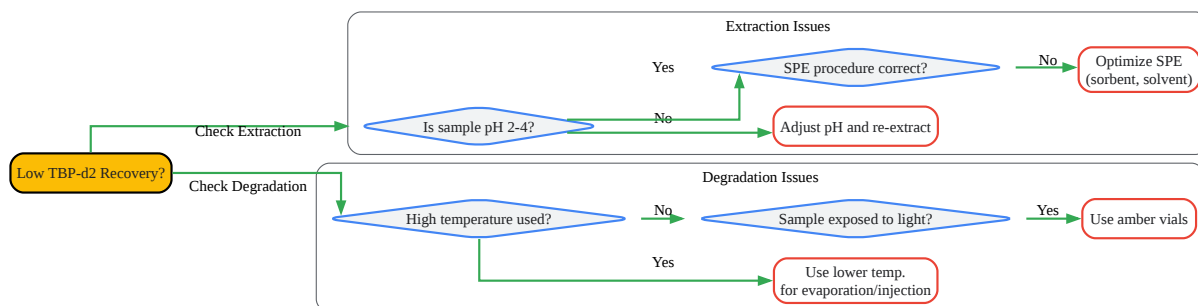 Low TBP-d2 Recovery?
Check Extraction
Check Degradation
Extraction Issues
Is sample pH 2-4?
Yes
No
SPE procedure correct?
No
Optimize SPE
(sorbent, solvent)
Adjust pH and re-extract
Degradation Issues
High temperature used?
No
Sample exposed to light?
Yes
Use amber vials
Yes
Use lower temp.
for evaporation/injection